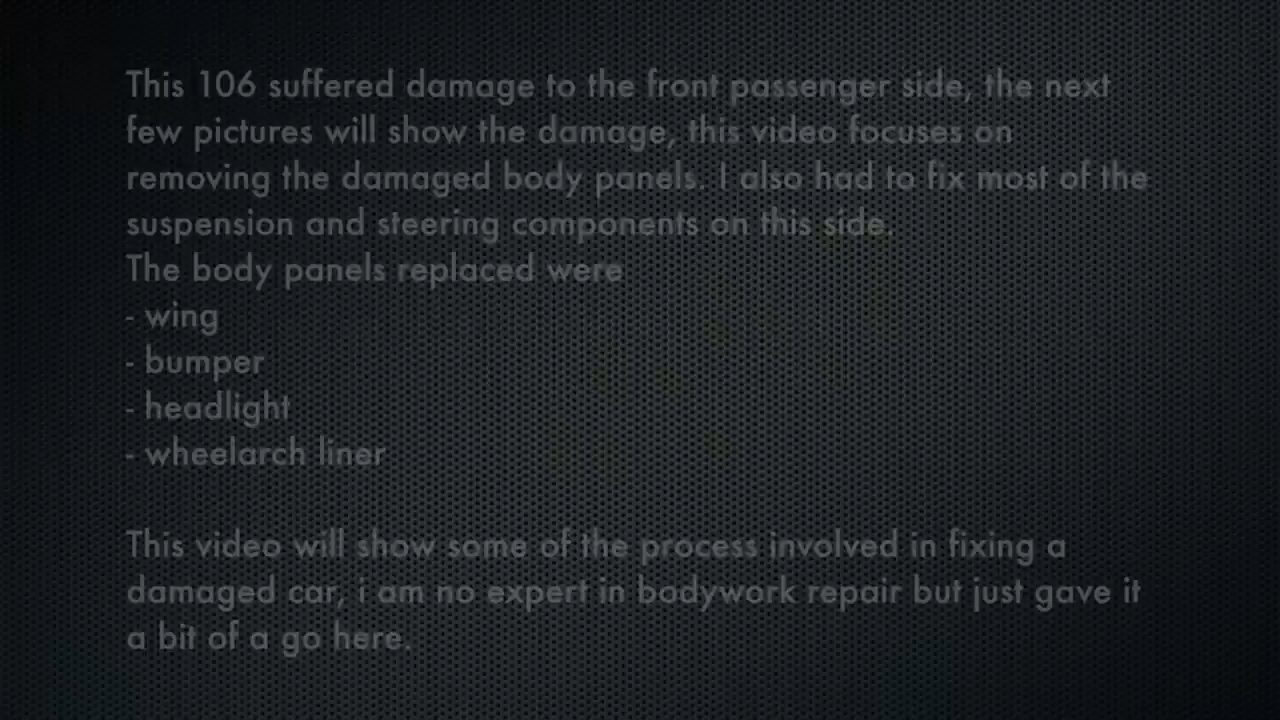 This 106 suffered damage to the front passenger side, the next
few pictures will show the damage, this video focuses on
removing the damaged body panels. I also had to fix most of the
suspension and steering components on this side.
The body panels replaced were
- wing
- bumper
- headlight
- wheelarch liner
This video will show some of the process involved in fixing a
damaged car, i am no expert in bodywork repair but just gave it
a bit of a go here.